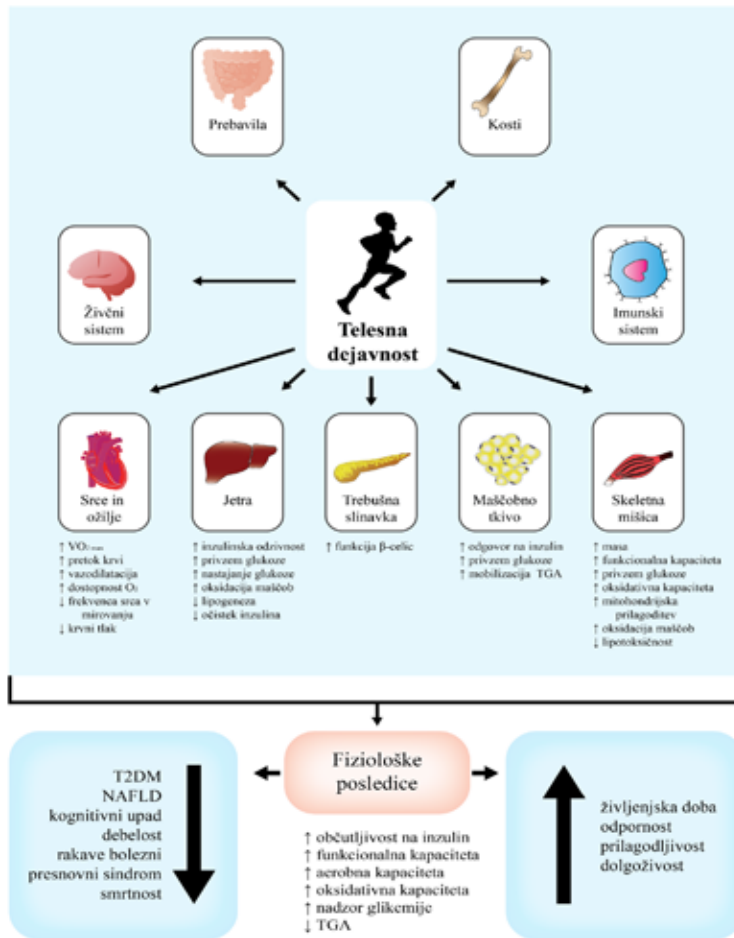 Prebavila
Kosti
Živčni
sistem
Telesna
dejavnost
Imunski
sistem
Srce in
ožilje
↑ VO₂ max
↑ pretok krvi
↑ vazodilatacija
↑ dostopnost O₂
↓ frekvenca srca v
mirovanju
↓ krvni tlak
Jetra
↑ inzulinska odzivnost
↑ privzem glukoze
↑ nastajanje glukoze
↑ oksidacija maščob
↓ lipogeneza
↓ očistek inzulina
Trebušna
slinavka
↑ funkcija β-celic
Maščobno
tkivo
↑ odgovor na inzulin
↑ privzem glukoze
↑ mobilizacija TGA
Skeletna
mišica
↑ masa
↑ funkcionalna kapaciteta
↑ privzem glukoze
↑ oksidativna kapaciteta
↑ mitohondrijska
prilagoditev
↑ oksidacija maščob
↓ lipotoksičnost
T2DM
NAFLD
kognitivni upad
debelost
rakave bolezni
presnovni sindrom
smrtnost
Fiziološke
posledice
↑ občutljivost na inzulin
↑ funkcionalna kapaciteta
↑ aerobna kapaciteta
↑ oksidativna kapaciteta
↑ nadzor glikemije
↓ TGA
življenjska doba
odpornost
prilagodljivost
dolgoživost